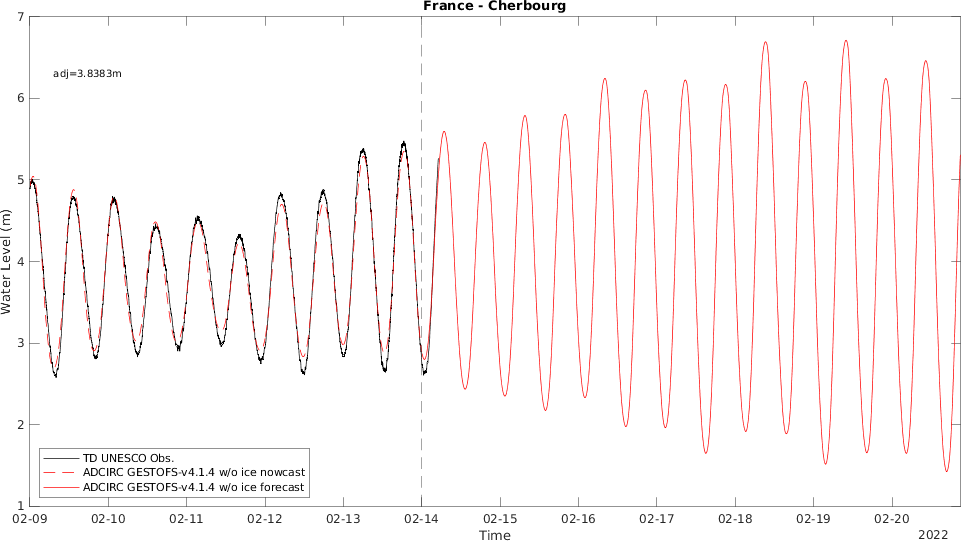 France - Cherbourg
7
adj=3.8383m
6
5
4
3
2
1
Water Level (m)
TD UNESCO Obs.
ADCIRC GESTOFS-v4.1.4 w/o ice nowcast
ADCIRC GESTOFS-v4.1.4 w/o ice forecast
02-09 02-10 02-11 02-12 02-13 02-14 02-15 02-16 02-17 02-18 02-19 02-20
Time
2022